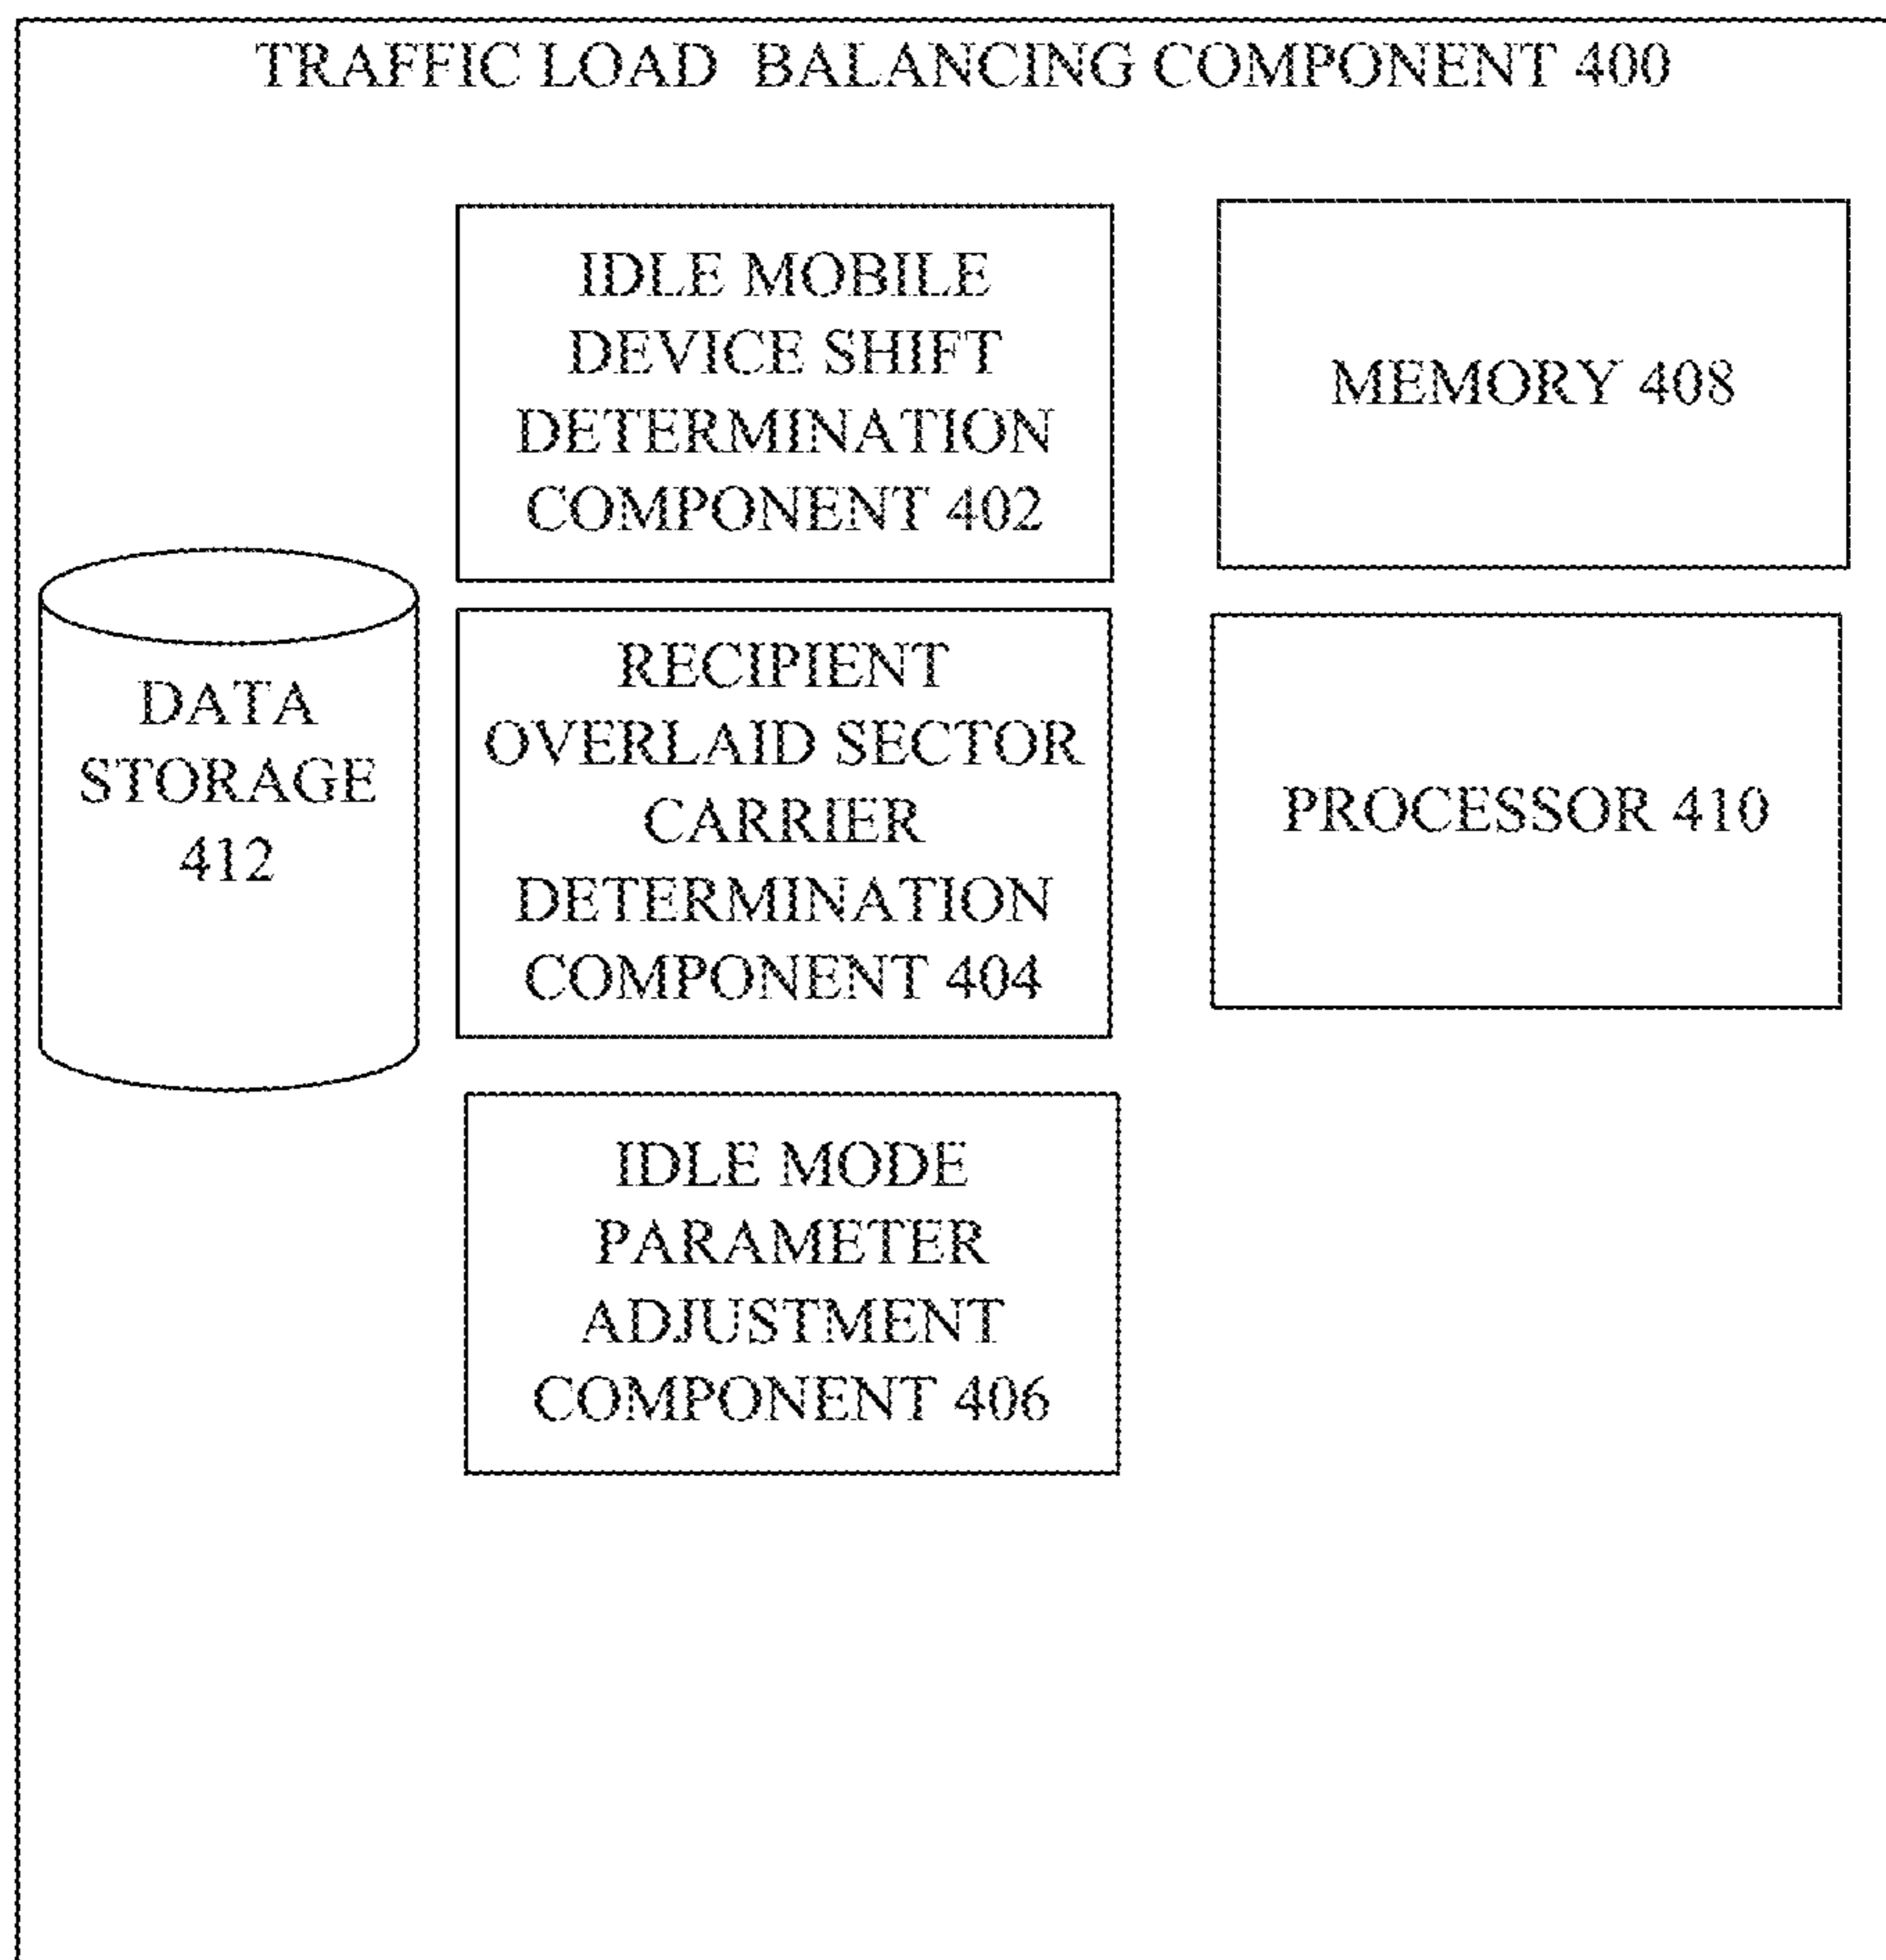 TRAFFIC LOAD BALANCING COMPONENT 400
IDLE MOBILE
DEVICE SHIFT
DETERMINATION
COMPONENT 402
MEMORY 408
DATA
STORAGE
412
RECIPIENT
OVERLAID SECTOR
CARRIER
DETERMINATION
COMPONENT 404
PROCESSOR 410
IDLE MODE
PARAMETER
ADJUSTMENT
COMPONENT 406